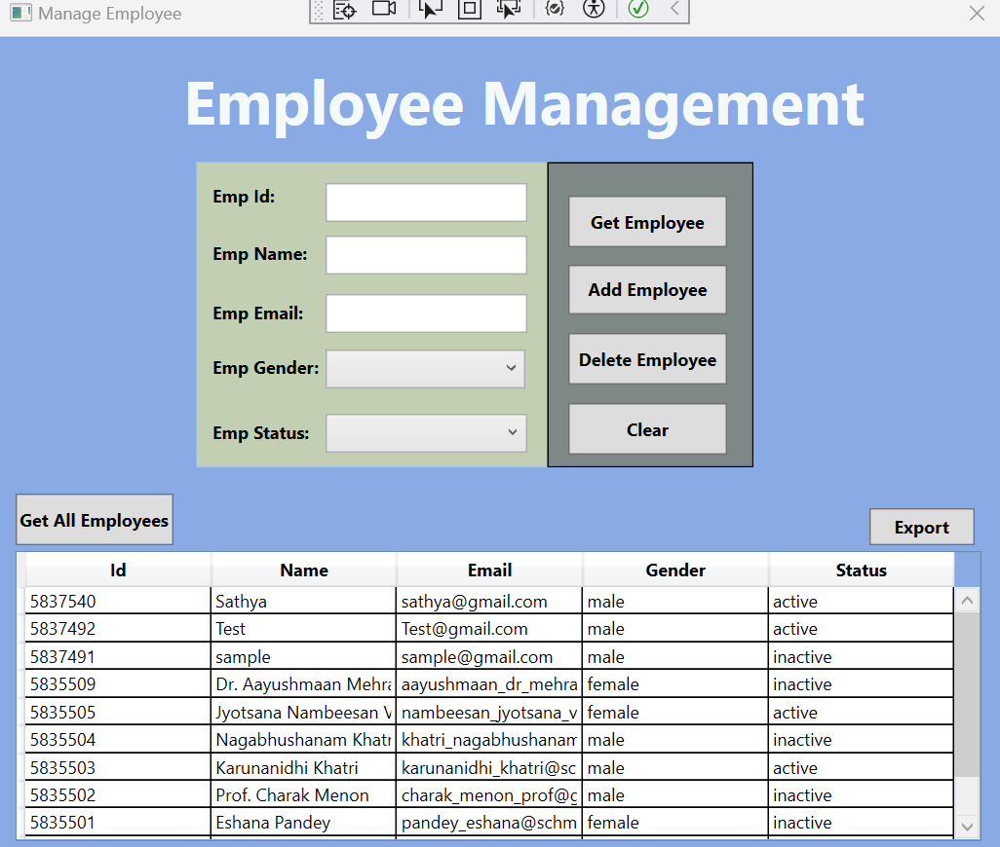 Manage Employee
Employee Management
Emp Id:
Emp Name:
Emp Email:
Emp Gender:
Emp Status:
Get Employee
Add Employee
Delete Employee
Clear
Get All Employees
Export
Id Name Email Gender Status
5837540 Sathya sathya@gmail.com male active
5837492 Test Test@gmail.com male active
5837491 sample sample@gmail.com male inactive
5835509 Dr. Aayushmaan Mehra aayushmaan_dr_mehra female inactive
5835505 Jyotsana Nambeesan V nambeesan_jyotsana_v female active
5835504 Nagabhushanam Khatr khatri_nagabhushanam male inactive
5835503 Karunanidhi Khatri karunanidhi_khatri@sc male active
5835502 Prof. Charak Menon charak_menon_prof@g male inactive
5835501 Eshana Pandey pandey_eshana@schm female inactive